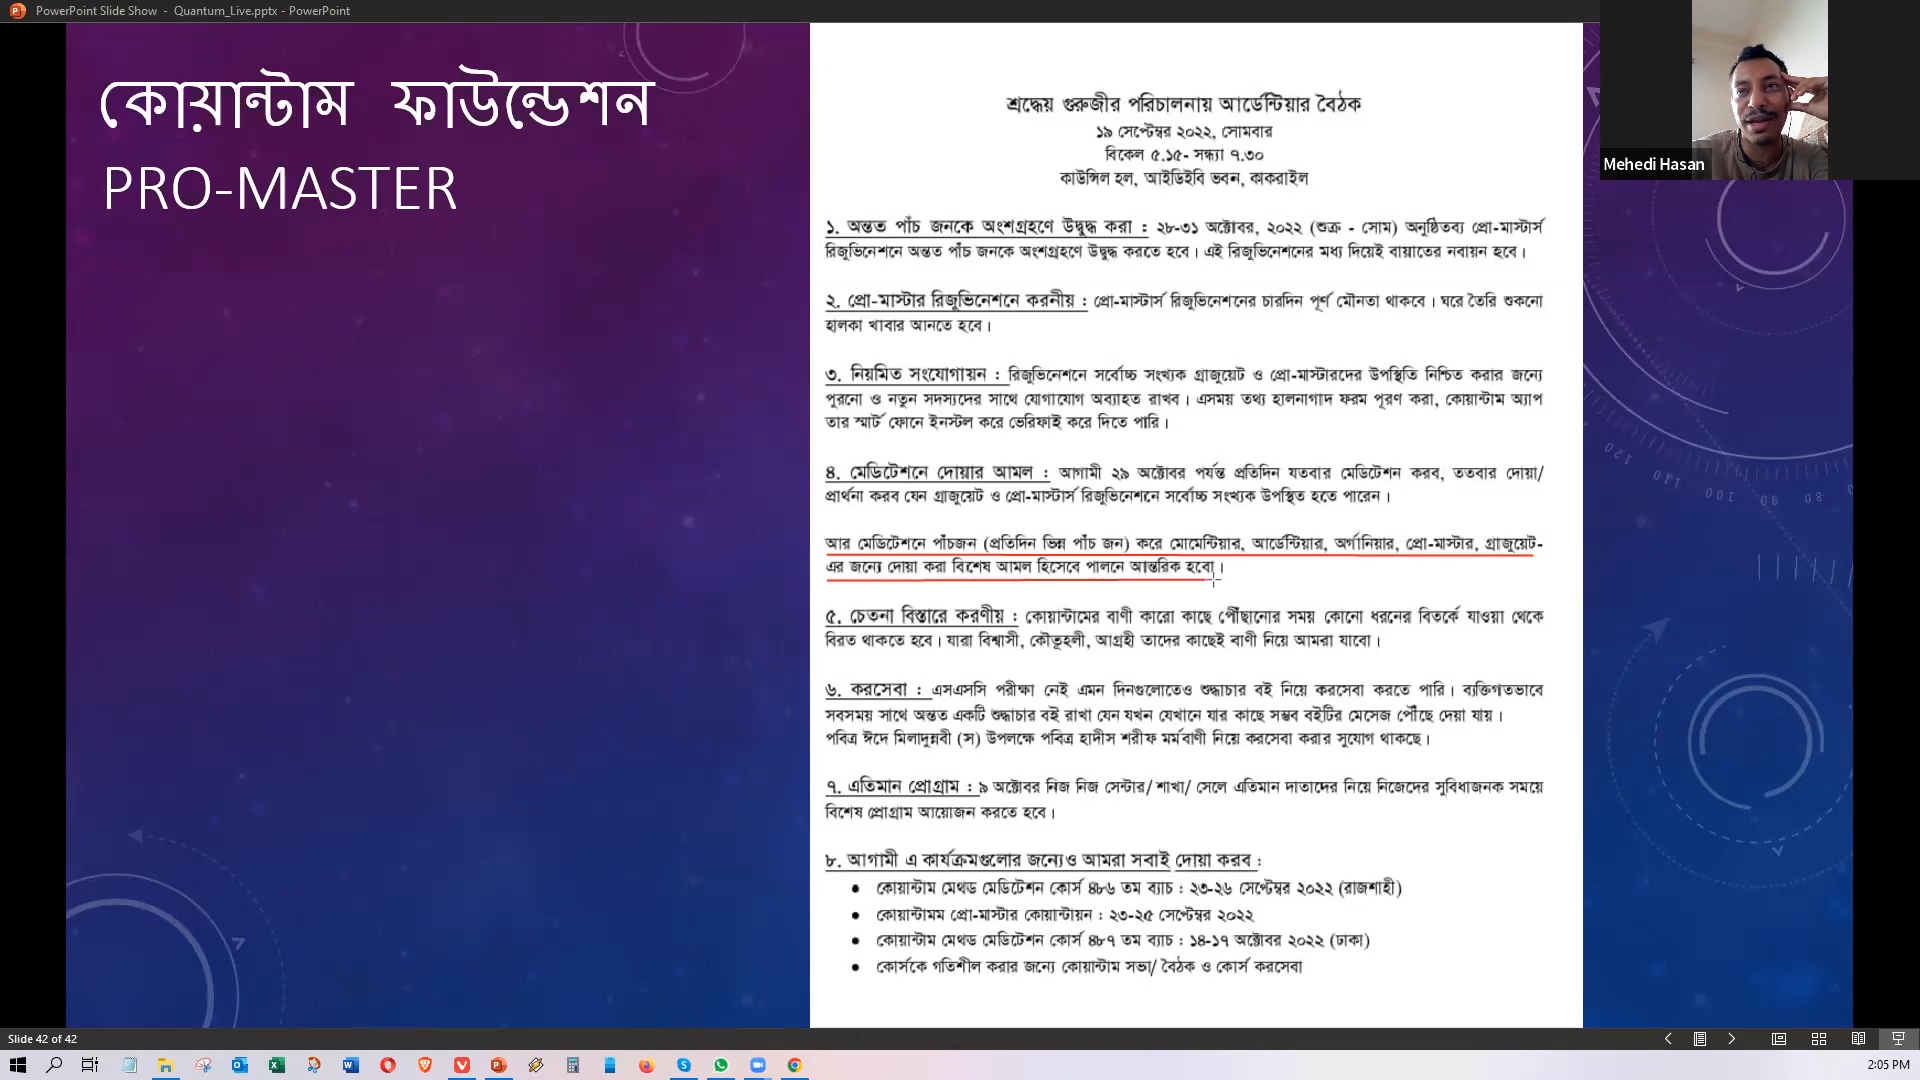 PowerPoint Slide Show - Quantum_Live.pptx - PowerPoint
কোয়ান্টাম ফাউন্ডেশন
PRO-MASTER
Mehedi Hasan
শ্রদ্ধেয় গুরুজীর পরিচালনায় আর্ডেন্টিয়ার বৈঠক
১৯ সেপ্টেম্বর ২০২২, সোমবার
বিকেল ৫.১৫- সন্ধ্যা ৭.৩০
কাউন্সিল হল, আইডিইবি ভবন, কাকরাইল
১. অন্তত পাঁচ জনকে অংশগ্রহণে উদ্বুদ্ধ করা : ২৮-৩১ অক্টোবর, ২০২২ (শুক্র - সোম) অনুষ্ঠিতব্য প্রো-মাস্টার্স
রিজুভিনেশনে অন্তত পাঁচ জনকে অংশগ্রহণে উদ্বুদ্ধ করতে হবে। এই রিজুভিনেশনের মধ্য দিয়েই বায়াতের নবায়ন হবে।
২. প্রো-মাস্টার রিজুভিনেশনে করনীয় : প্রো-মাস্টার্স রিজুভিনেশনের চারদিন পূর্ণ মৌনতা থাকবে। ঘরে তৈরি শুকনো
হালকা খাবার আনতে হবে।
৩. নিয়মিত সংযোগায়ন : রিজুভিনেশনে সর্বোচ্চ সংখ্যক গ্রাজুয়েট ও প্রো-মাস্টারদের উপস্থিতি নিশ্চিত করার জন্যে
পুরনো ও নতুন সদস্যদের সাথে যোগাযোগ অব্যাহত রাখব। এসময় তথ্য হালনাগাদ ফরম পূরণ করা, কোয়ান্টাম অ্যাপ
তার স্মার্ট ফোনে ইনস্টল করে ভেরিফাই করে দিতে পারি।
৪. মেডিটেশনে দোয়ার আমল : আগামী ২৯ অক্টোবর পর্যন্ত প্রতিদিন যতবার মেডিটেশন করব, ততবার দোয়া/
প্রার্থনা করব যেন গ্রাজুয়েট ও প্রো-মাস্টার্স রিজুভিনেশনে সর্বোচ্চ সংখ্যক উপস্থিত হতে পারেন।
আর মেডিটেশনে পাঁচজন (প্রতিদিন ভিন্ন পাঁচ জন) করে মোমেন্টিয়ার, আর্ডেন্টিয়ার, অর্গানিয়ার, প্রো-মাস্টার, গ্রাজুয়েট-
এর জন্যে দোয়া করা বিশেষ আমল হিসেবে পালনে আন্তরিক হবো।
৫. চেতনা বিস্তারে করণীয় : কোয়ান্টামের বাণী কারো কাছে পৌঁছানোর সময় কোনো ধরনের বিতর্কে যাওয়া থেকে
বিরত থাকতে হবে। যারা বিশ্বাসী, কৌতূহলী, আগ্রহী তাদের কাছেই বাণী নিয়ে আমরা যাবো।
৬. করসেবা : এসএসসি পরীক্ষা নেই এমন দিনগুলোতেও শুদ্ধাচার বই নিয়ে করসেবা করতে পারি। ব্যক্তিগতভাবে
সবসময় সাথে অন্তত একটি শুদ্ধাচার বই রাখা যেন যখন যেখানে যার কাছে সম্ভব বইটির মেসেজ পৌঁছে দেয়া যায়।
পবিত্র ঈদে মিলাদুন্নবী (স) উপলক্ষে পবিত্র হাদীস শরীফ মর্মবাণী নিয়ে করসেবা করার সুযোগ থাকছে।
৭. এতিমান প্রোগ্রাম : ৯ অক্টোবর নিজ নিজ সেন্টার/ শাখা/ সেলে এতিমান দাতাদের নিয়ে নিজেদের সুবিধাজনক সময়ে
বিশেষ প্রোগ্রাম আয়োজন করতে হবে।
৮. আগামী এ কার্যক্রমগুলোর জন্যেও আমরা সবাই দোয়া করব :
• কোয়ান্টাম মেথড মেডিটেশন কোর্স ৪৮৬ তম ব্যাচ : ২৩-২৬ সেপ্টেম্বর ২০২২ (রাজশাহী)
• কোয়ান্টামম প্রো-মাস্টার কোয়ান্টায়ন : ২৩-২৫ সেপ্টেম্বর ২০২২
• কোয়ান্টাম মেথড মেডিটেশন কোর্স ৪৮৭ তম ব্যাচ : ১৪-১৭ অক্টোবর ২০২২ (ঢাকা)
• কোর্সকে গতিশীল করার জন্যে কোয়ান্টাম সভা/ বৈঠক ও কোর্স করসেবা
Slide 42 of 42
2:05 PM